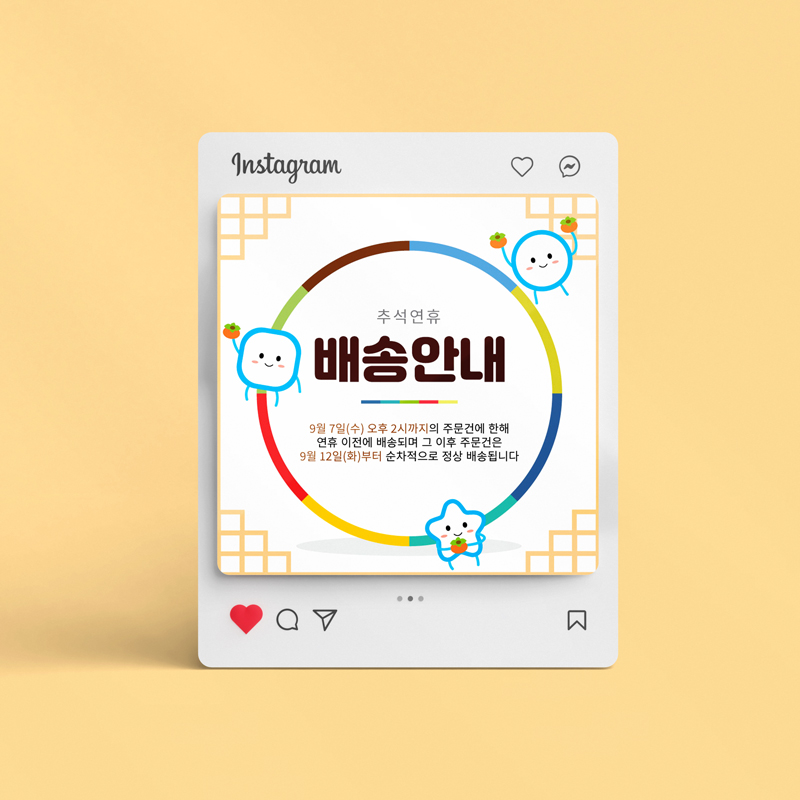 Instagram
추석연휴
배송안내
9월 7일(수) 오후 2시까지의 주문건에 한해
연휴 이전에 배송되며 그 이후 주문건은
9월 12일(화)부터 순차적으로 정상 배송됩니다